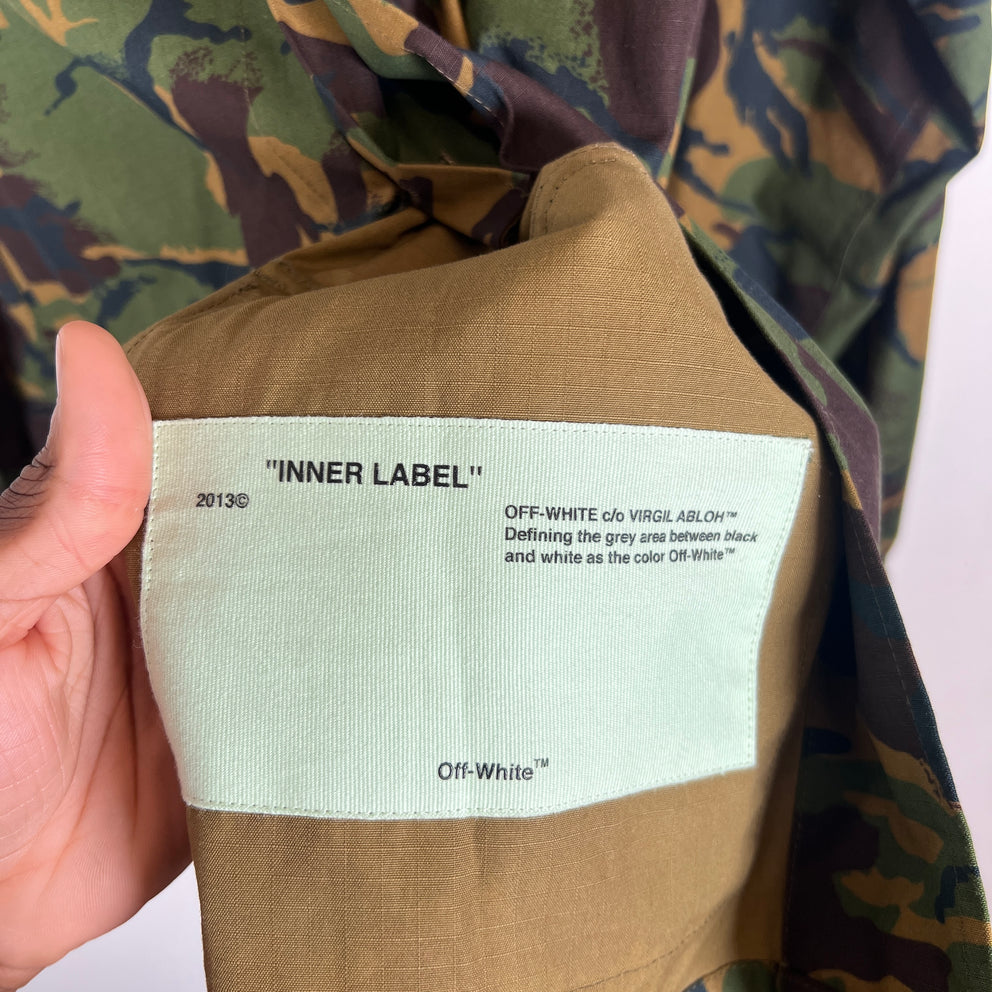 "INNER LABEL"
2013©
OFF-WHITE c/o VIRGIL ABLOH™
Defining the grey area between black
and white as the color Off-White™
Off-White™